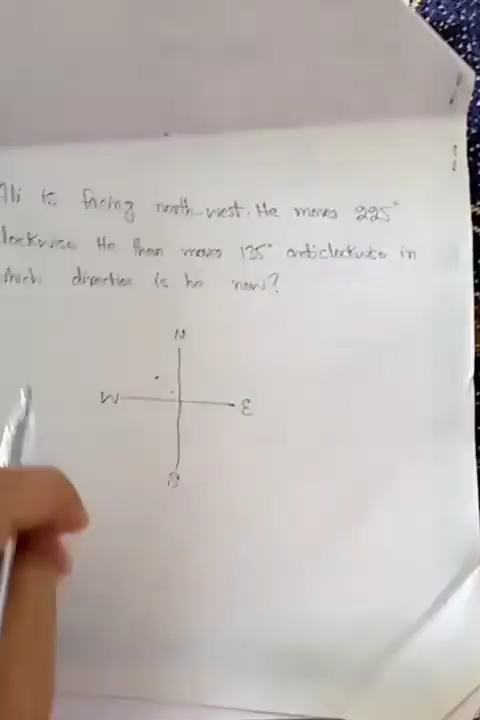 Ali is facing north-west. He moves 225°
lockwise He then moves 135° anticlockwise in
which direction is he now?
N
W
E
S